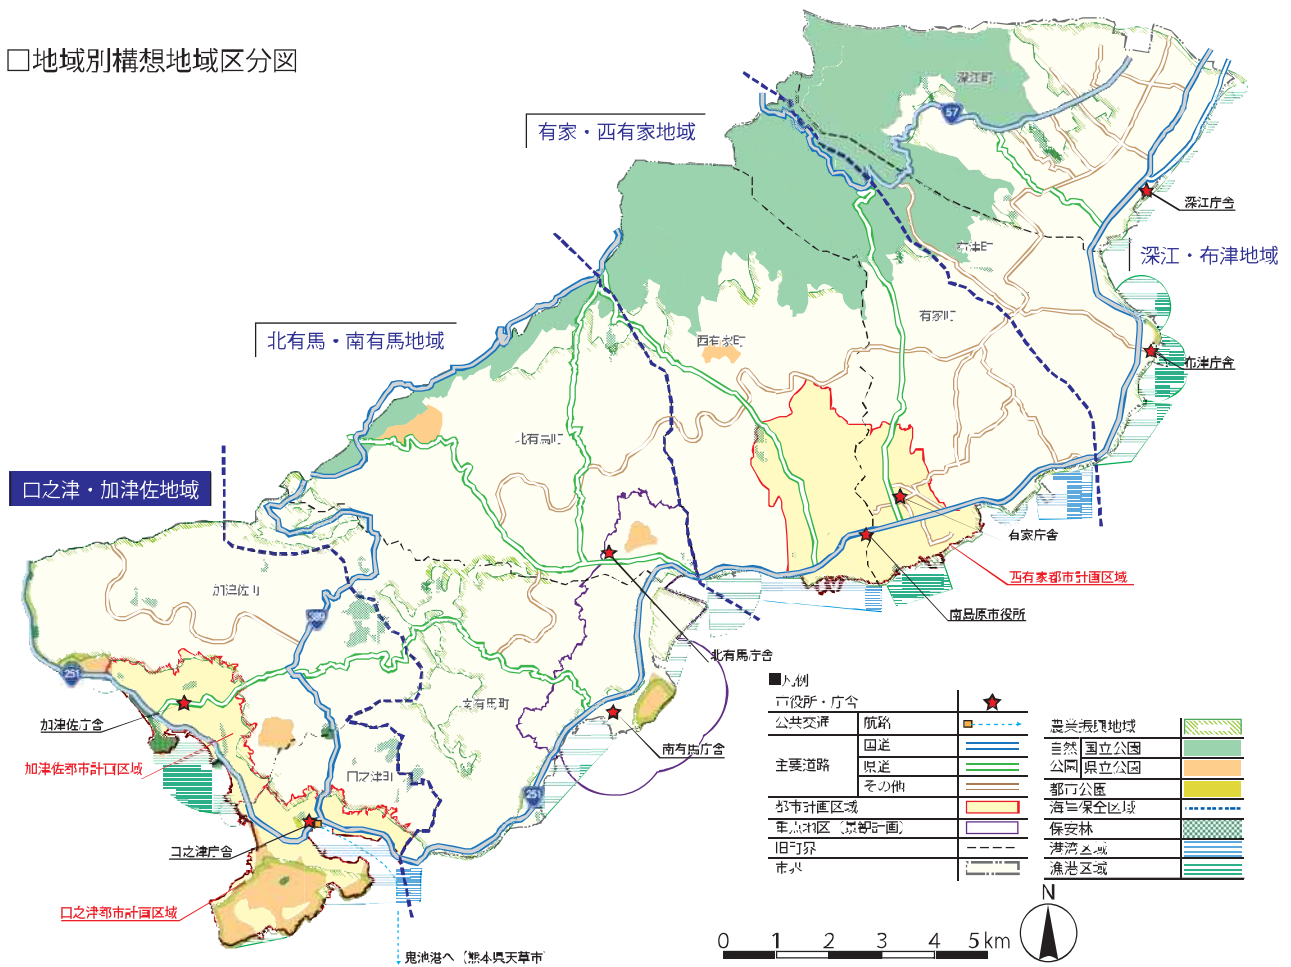 □地域別構想地域区分図
深江町
57
有家・西有家地域
深江庁舎
布津町
深江・布津地域
有家町
北有馬・南有馬地域
西有家町
布津庁舎
北有馬町
口之津・加津佐地域
有家庁舎
西有家都市計画区域
加津佐町
南島原市役所
北有馬庁舎
251
南有馬町
加津佐庁舎
南有馬庁舎
加津佐都市計画区域
口之津町
251
口之津庁舎
口之津都市計画区域
鬼池港へ（熊本県天草市）
■凡例
市役所・庁舎
公共交通 航路
主要道路 国道
県道
その他
都市計画区域
重点地区（景観計画）
旧町界
市界
農業振興地域
自然公園 国立公園
県立公園
都市公園
海岸保全区域
保安林
港湾区域
漁港区域
N
0 1 2 3 4 5 km